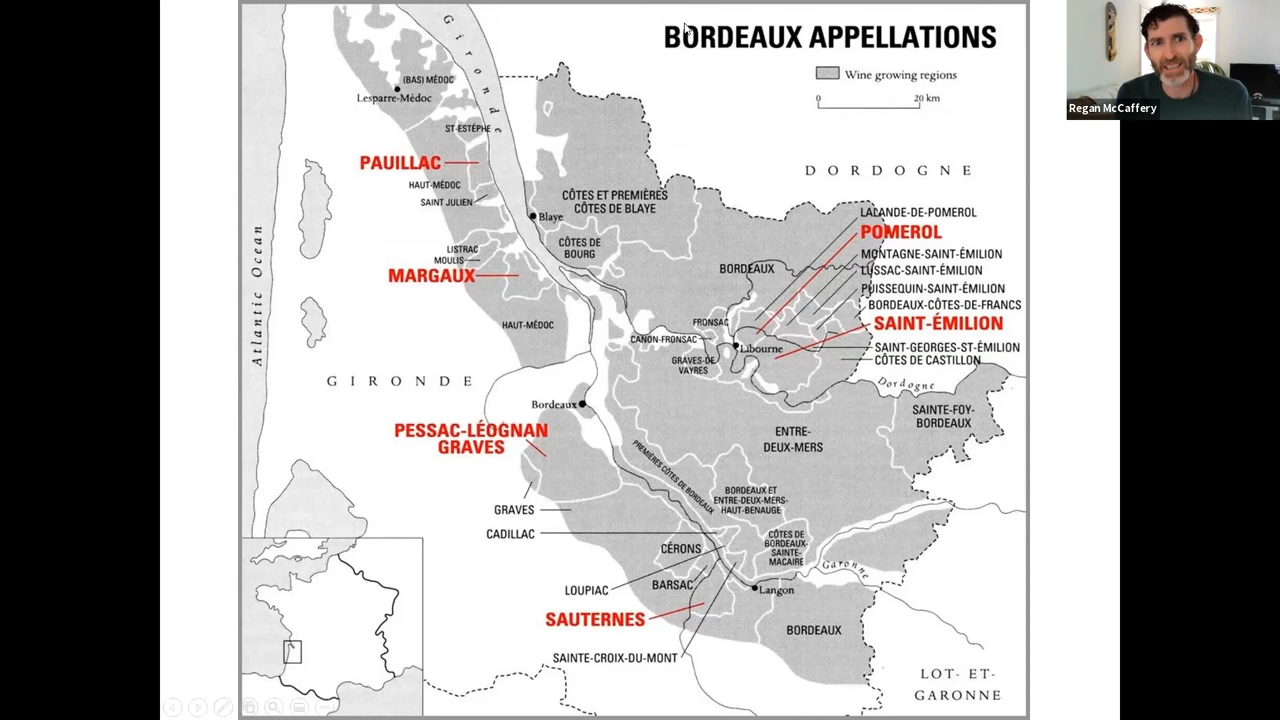 BORDEAUX APPELLATIONS
Wine growing regions
0 20 km
Regan McCaffery
Gironde
(BAS) MÉDOC
Lesparre-Médoc
ST-ESTÈPHE
PAUILLAC
HAUT-MÉDOC
SAINT JULIEN
LISTRAC
MOULIS
MARGAUX
HAUT-MÉDOC
Atlantic Ocean
GIRONDE
Blaye
CÔTES ET PREMIÈRES
CÔTES DE BLAYE
CÔTES DE
BOURG
DORDOGNE
LALANDE-DE-POMEROL
POMEROL
MONTAGNE-SAINT-ÉMILION
LUSSAC-SAINT-ÉMILION
PUISSEQUIN-SAINT-ÉMILION
BORDEAUX-CÔTES-DE-FRANCS
SAINT-ÉMILION
SAINT-GEORGES-ST-ÉMILION
CÔTES DE CASTILLON
BORDEAUX
FRONSAC
CANON-FRONSAC
Libourne
GRAVES-DE-
VAYRES
Dordogne
Bordeaux
PESSAC-LÉOGNAN
GRAVES
SAINTE-FOY-
BORDEAUX
ENTRE-
DEUX-MERS
PREMIÈRES CÔTES DE BORDEAUX
BORDEAUX ET
ENTRE-DEUX-MERS-
HAUT-BENAUGE
GRAVES
CADILLAC
CÔTES DE
BORDEAUX-
SAINTE-
MACAIRE
CÉRONS
Garonne
BARSAC
LOUPIAC
Langon
SAUTERNES
BORDEAUX
SAINTE-CROIX-DU-MONT
LOT-ET-
GARONNE